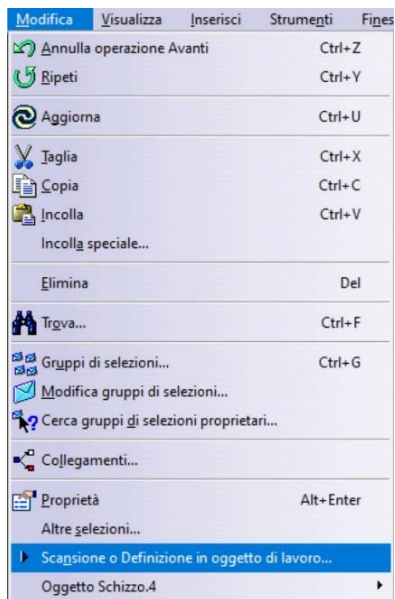 Modifica Visualizza Inserisci Strumenti Fines
Annulla operazione Avanti Ctrl+Z
Ripeti Ctrl+Y
Aggiorna Ctrl+U
Taglia Ctrl+X
Copia Ctrl+C
Incolla Ctrl+V
Incolla speciale...
Elimina Del
Trova... Ctrl+F
Gruppi di selezioni... Ctrl+G
Modifica gruppi di selezioni...
Cerca gruppi di selezioni proprietari...
Collegamenti...
Proprietà Alt+Enter
Altre selezioni...
Scansione o Definizione in oggetto di lavoro...
Oggetto Schizzo.4